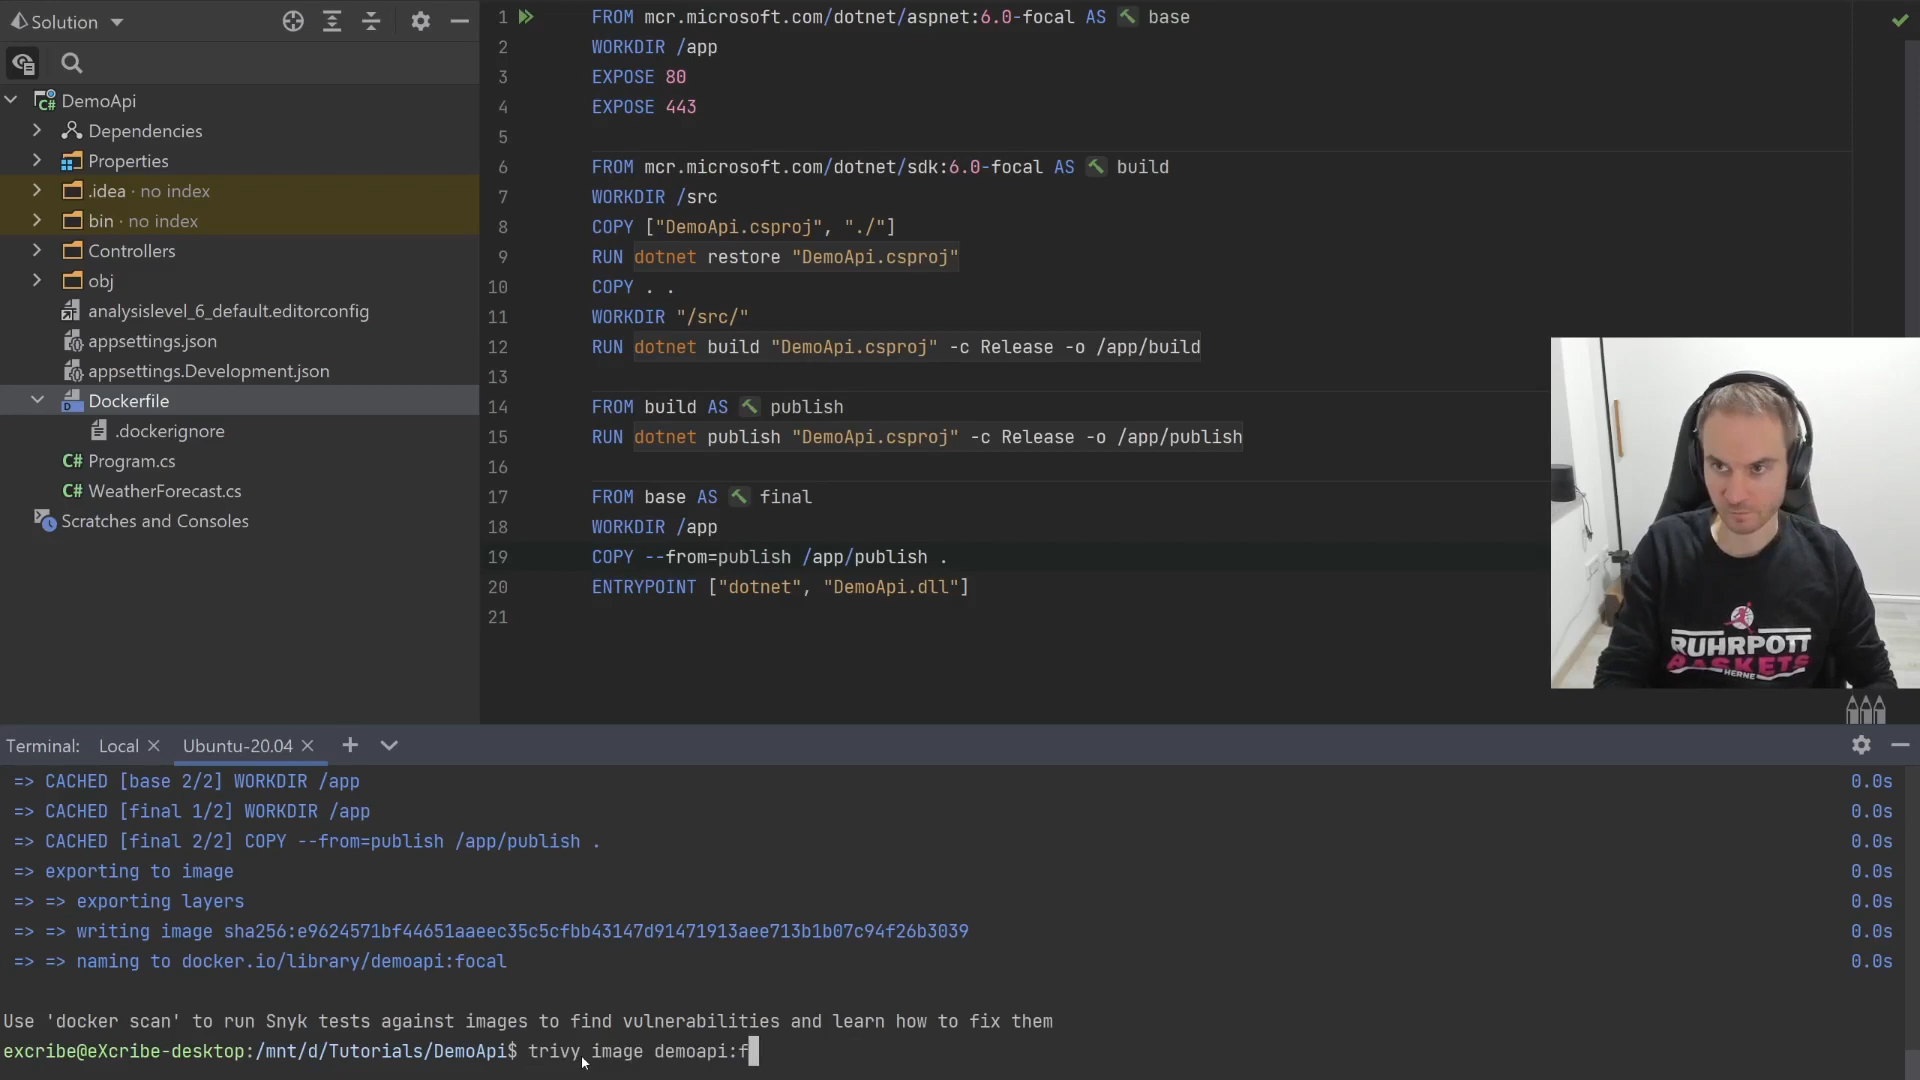 Solution
DemoApi
Dependencies
Properties
.idea · no index
bin · no index
Controllers
obj
analysislevel_6_default.editorconfig
appsettings.json
appsettings.Development.json
Dockerfile
.dockerignore
C# Program.cs
C# WeatherForecast.cs
Scratches and Consoles
1 FROM mcr.microsoft.com/dotnet/aspnet:6.0-focal AS base
2 WORKDIR /app
3 EXPOSE 80
4 EXPOSE 443
5
6 FROM mcr.microsoft.com/dotnet/sdk:6.0-focal AS build
7 WORKDIR /src
8 COPY ["DemoApi.csproj", "./"]
9 RUN dotnet restore "DemoApi.csproj"
10 COPY . .
11 WORKDIR "/src/"
12 RUN dotnet build "DemoApi.csproj" -c Release -o /app/build
13
14 FROM build AS publish
15 RUN dotnet publish "DemoApi.csproj" -c Release -o /app/publish
16
17 FROM base AS final
18 WORKDIR /app
19 COPY --from=publish /app/publish .
20 ENTRYPOINT ["dotnet", "DemoApi.dll"]
21
RUHRPOTT
BASKETS
HERNE
Terminal: Local Ubuntu-20.04
=> CACHED [base 2/2] WORKDIR /app 0.0s
=> CACHED [final 1/2] WORKDIR /app 0.0s
=> CACHED [final 2/2] COPY --from=publish /app/publish . 0.0s
=> exporting to image 0.0s
=> => exporting layers 0.0s
=> => writing image sha256:e9624571bf44651aaeec35c5cfbb43147d91471913aee713b1b07c94f26b3039 0.0s
=> => naming to docker.io/library/demoapi:focal 0.0s
Use 'docker scan' to run Snyk tests against images to find vulnerabilities and learn how to fix them
excribe@eXcribe-desktop:/mnt/d/Tutorials/DemoApi$ trivy image demoapi:f